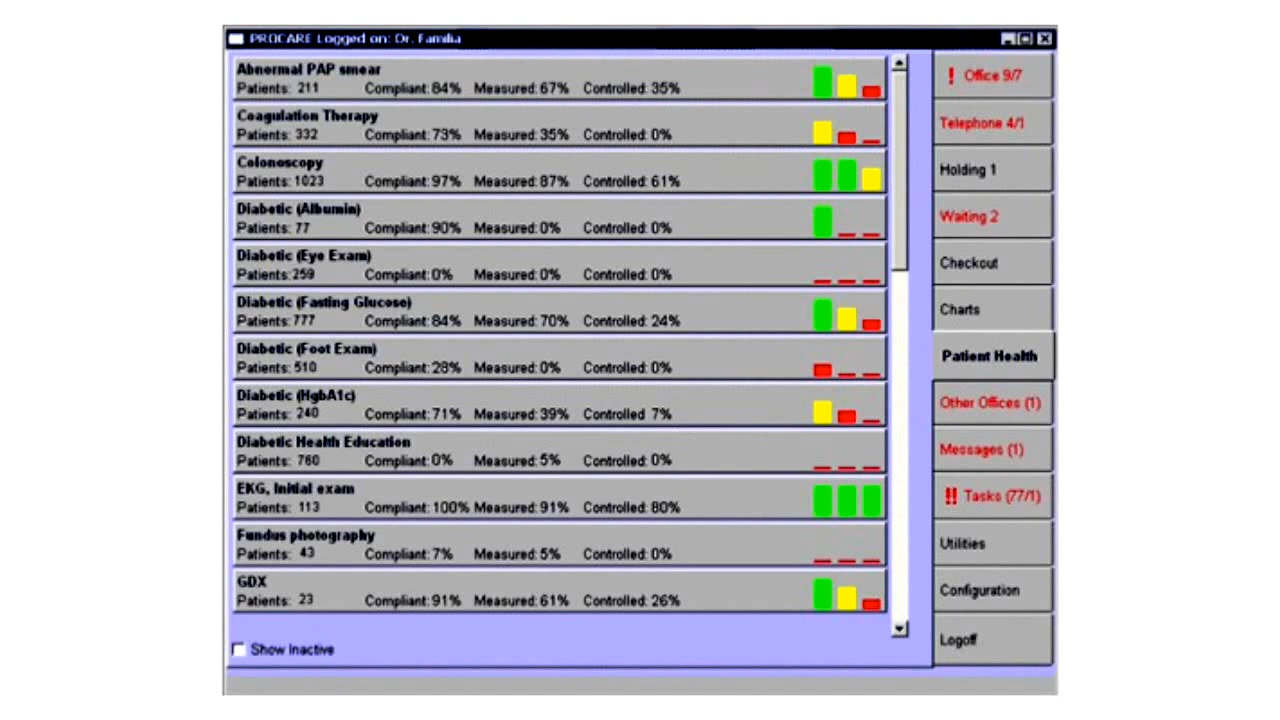 PROCARE Logged on: Dr. Familia
Abnormal PAP smear
Patients: 211 Compliant: 84% Measured: 67% Controlled: 35%
Coagulation Therapy
Patients: 332 Compliant: 73% Measured: 35% Controlled: 0%
Colonoscopy
Patients: 1023 Compliant: 97% Measured: 87% Controlled: 61%
Diabetic (Albumin)
Patients: 77 Compliant: 90% Measured: 0% Controlled: 0%
Diabetic (Eye Exam)
Patients: 259 Compliant: 0% Measured: 0% Controlled: 0%
Diabetic (Fasting Glucose)
Patients: 777 Compliant: 84% Measured: 70% Controlled: 24%
Diabetic (Foot Exam)
Patients: 510 Compliant: 28% Measured: 0% Controlled: 0%
Diabetic (HgbA1c)
Patients: 240 Compliant: 71% Measured: 39% Controlled: 7%
Diabetic Health Education
Patients: 760 Compliant: 0% Measured: 5% Controlled: 0%
EKG, Initial exam
Patients: 113 Compliant: 100% Measured: 91% Controlled: 80%
Fundus photography
Patients: 43 Compliant: 7% Measured: 5% Controlled: 0%
GDX
Patients: 23 Compliant: 91% Measured: 61% Controlled: 26%
Show Inactive
! Office 9/7
Telephone 4/1
Holding 1
Waiting 2
Checkout
Charts
Patient Health
Other Offices (1)
Messages (1)
!! Tasks (77/1)
Utilities
Configuration
Logoff